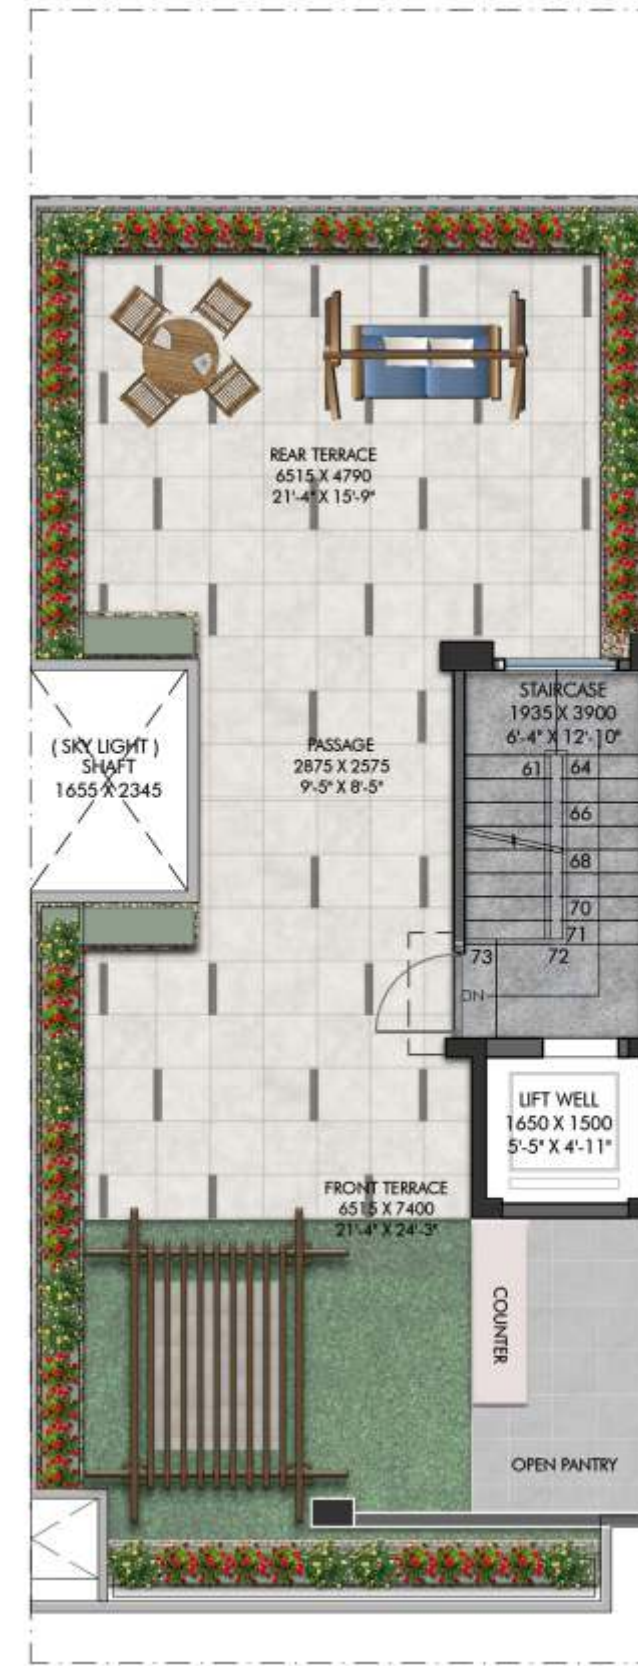 REAR TERRACE
6515 X 4790
21'-4" X 15'-9"
STAIRCASE
1935 X 3900
6'-4" X 12'-10"
( SKY LIGHT )
SHAFT
1655 X 2345
PASSAGE
2875 X 2575
9'-5" X 8'-5"
61 64
66
68
70
71
73 72
DN
LIFT WELL
1650 X 1500
5'-5" X 4'-11"
FRONT TERRACE
6515 X 7400
21'-4" X 24'-3"
COUNTER
OPEN PANTRY